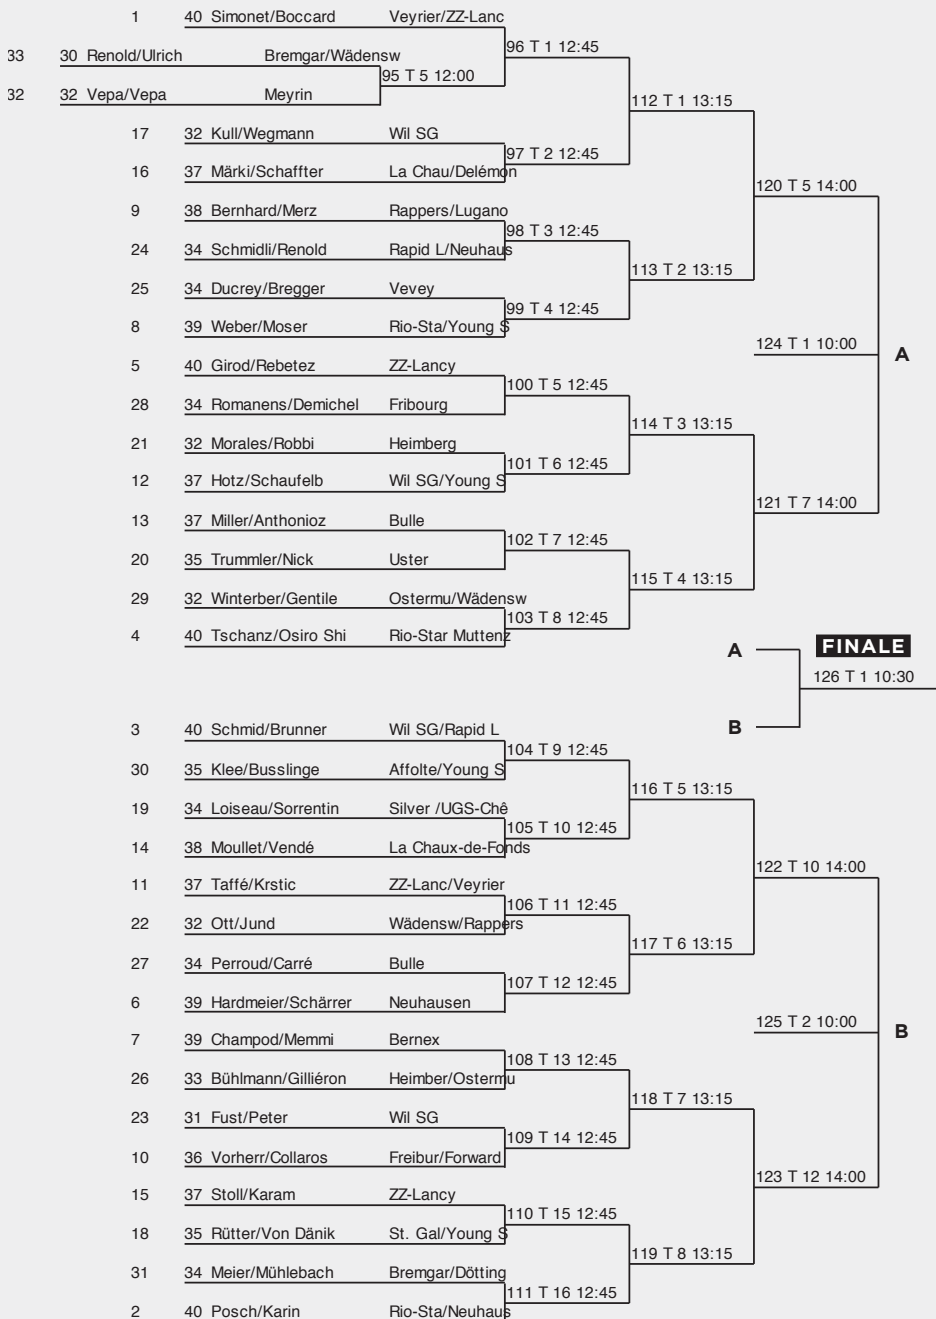 1 40 Simonet/Boccard Veyrier/ZZ-Lanc
96 T 1 12:45
33 30 Renold/Ulrich Bremgar/Wädensw
95 T 5 12:00
32 32 Vepa/Vepa Meyrin
112 T 1 13:15
17 32 Kull/Wegmann Wil SG
97 T 2 12:45
16 37 Märki/Schaffter La Chau/Delémon
120 T 5 14:00
9 38 Bernhard/Merz Rappers/Lugano
98 T 3 12:45
24 34 Schmidli/Renold Rapid L/Neuhaus
113 T 2 13:15
25 34 Ducrey/Bregger Vevey
99 T 4 12:45
8 39 Weber/Moser Rio-Sta/Young S
124 T 1 10:00
A
5 40 Girod/Rebetez ZZ-Lancy
100 T 5 12:45
28 34 Romanens/Demichel Fribourg
114 T 3 13:15
21 32 Morales/Robbi Heimberg
101 T 6 12:45
12 37 Hotz/Schaufelb Wil SG/Young S
121 T 7 14:00
13 37 Miller/Anthonioz Bulle
102 T 7 12:45
20 35 Trummler/Nick Uster
115 T 4 13:15
29 32 Winterber/Gentile Ostermu/Wädensw
103 T 8 12:45
4 40 Tschanz/Osiro Shi Rio-Star Muttenz
A
FINALE
126 T 1 10:30
B
3 40 Schmid/Brunner Wil SG/Rapid L
104 T 9 12:45
30 35 Klee/Busslinge Affolte/Young S
116 T 5 13:15
19 34 Loiseau/Sorrentin Silver /UGS-Chê
105 T 10 12:45
14 38 Moullet/Vendé La Chaux-de-Fonds
122 T 10 14:00
11 37 Taffé/Krstic ZZ-Lanc/Veyrier
106 T 11 12:45
22 32 Ott/Jund Wädensw/Rappers
117 T 6 13:15
27 34 Perroud/Carré Bulle
107 T 12 12:45
6 39 Hardmeier/Schärrer Neuhausen
125 T 2 10:00
B
7 39 Champod/Memmi Bernex
108 T 13 12:45
26 33 Bühlmann/Gilliéron Heimber/Ostermu
118 T 7 13:15
23 31 Fust/Peter Wil SG
109 T 14 12:45
10 36 Vorherr/Collaros Freibur/Forward
123 T 12 14:00
15 37 Stoll/Karam ZZ-Lancy
110 T 15 12:45
18 35 Rütter/Von Dänik St. Gal/Young S
119 T 8 13:15
31 34 Meier/Mühlebach Bremgar/Dötting
111 T 16 12:45
2 40 Posch/Karin Rio-Sta/Neuhaus